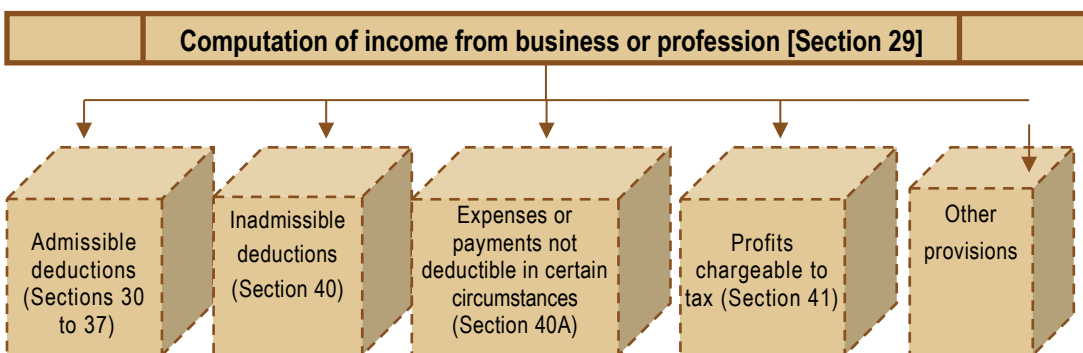 Computation of income from business or profession [Section 29]
Admissible
deductions
(Sections 30
to 37)
Inadmissible
deductions
(Section 40)
Expenses or
payments not
deductible in certain
circumstances
(Section 40A)
Profits
chargeable to
tax (Section 41)
Other
provisions